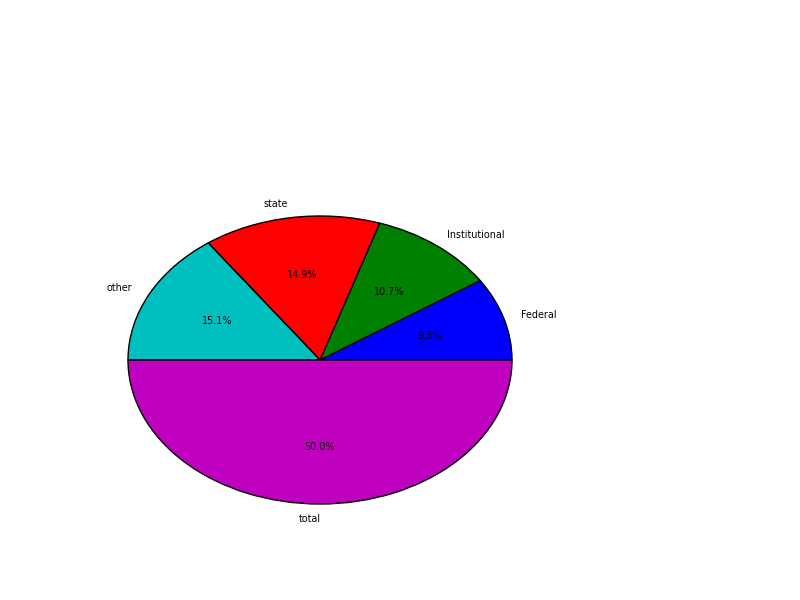 state
Institutional
14.9%
other
10.7%
Federal
15.1%
9.3%
50.0%
total